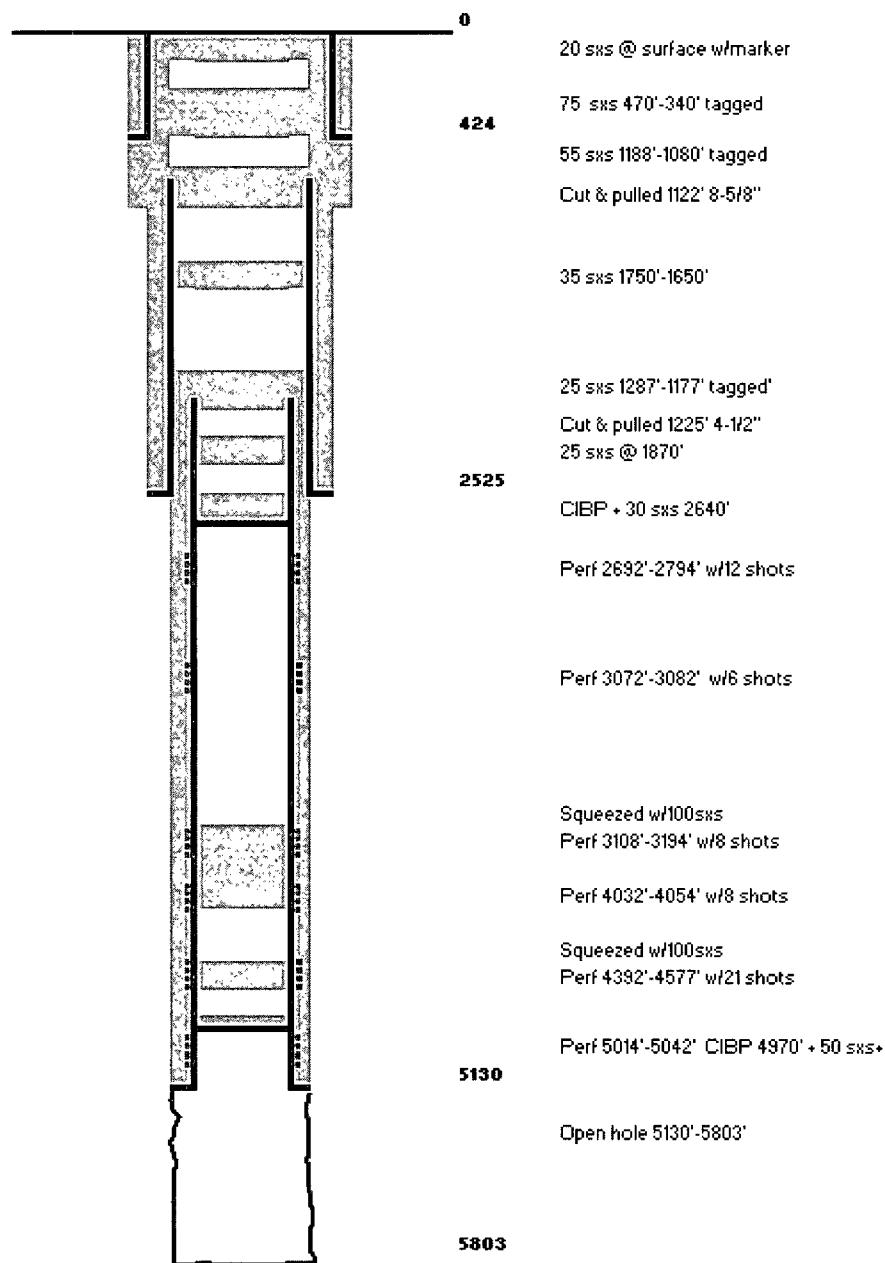 0
20 sxs @ surface w/marker
75 sxs 470'-340' tagged
424
55 sxs 1188'-1080' tagged
Cut & pulled 1122' 8-5/8"
35 sxs 1750'-1650'
25 sxs 1287'-1177' tagged'
Cut & pulled 1225' 4-1/2"
25 sxs @ 1870'
2525
CIBP + 30 sxs 2640'
Perf 2692'-2794' w/12 shots
Perf 3072'-3082' w/6 shots
Squeezed w/100sxs
Perf 3108'-3194' w/8 shots
Perf 4032'-4054' w/8 shots
Squeezed w/100sxs
Perf 4392'-4577' w/21 shots
Perf 5014'-5042' CIBP 4970' + 50 sxs+
5130
Open hole 5130'-5803'
5803